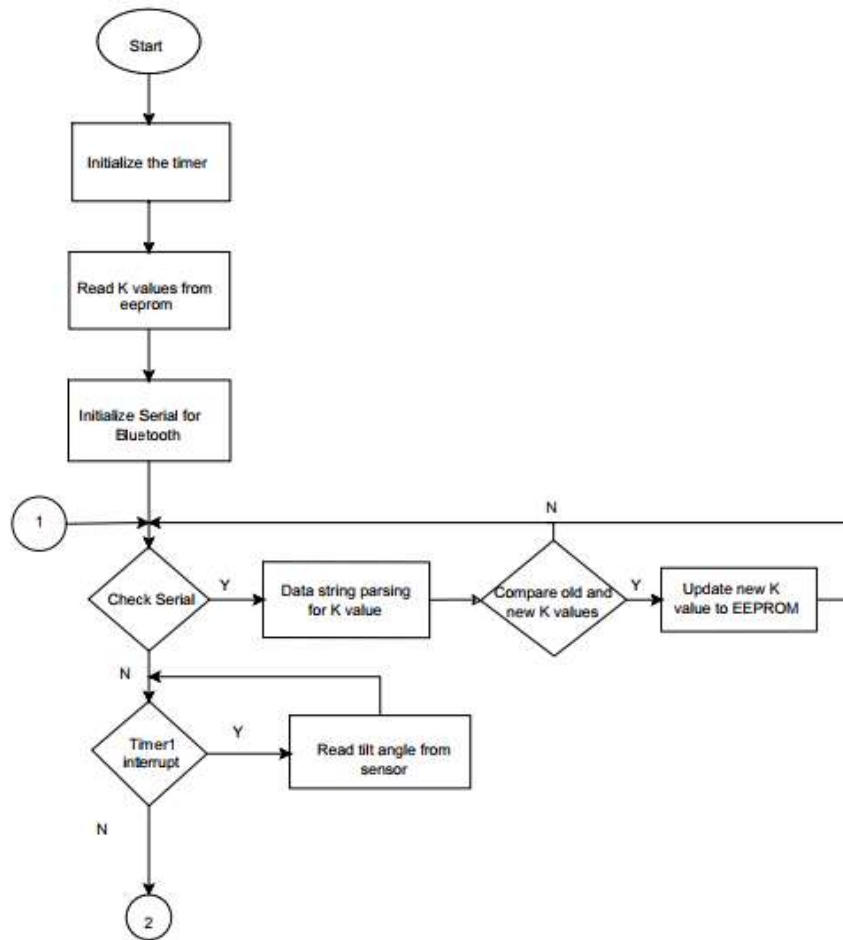 Start
Initialize the timer
Read K values from
eeprom
Initialize Serial for
Bluetooth
1
N
Check Serial
Y
Data string parsing
for K value
Compare old and
new K values
Y
Update new K
value to EEPROM
N
Timer1
interrupt
Y
Read tilt angle from
sensor
N
2